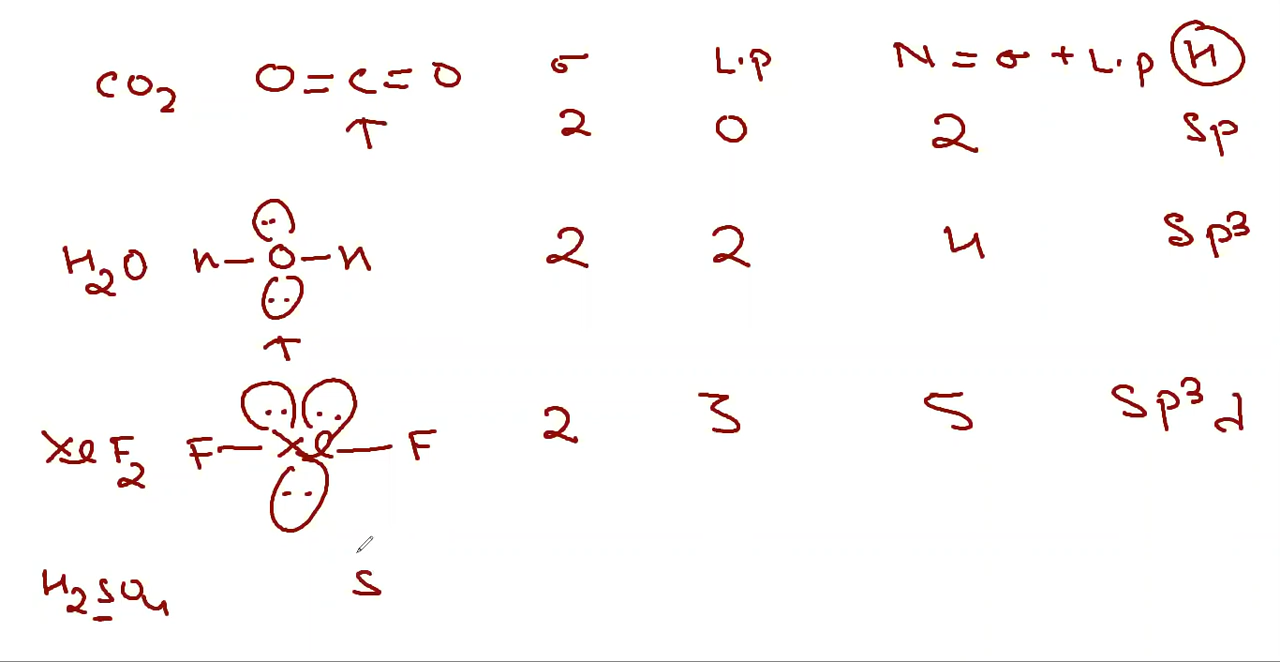 CO₂ O=C=O σ L.p N = σ + L.p H
↑ 2 0 2 Sp
H₂O H–O–H 2 2 4 Sp³
↑
XeF₂ F–Xe–F 2 3 5 Sp³d
H₂SO₄ S